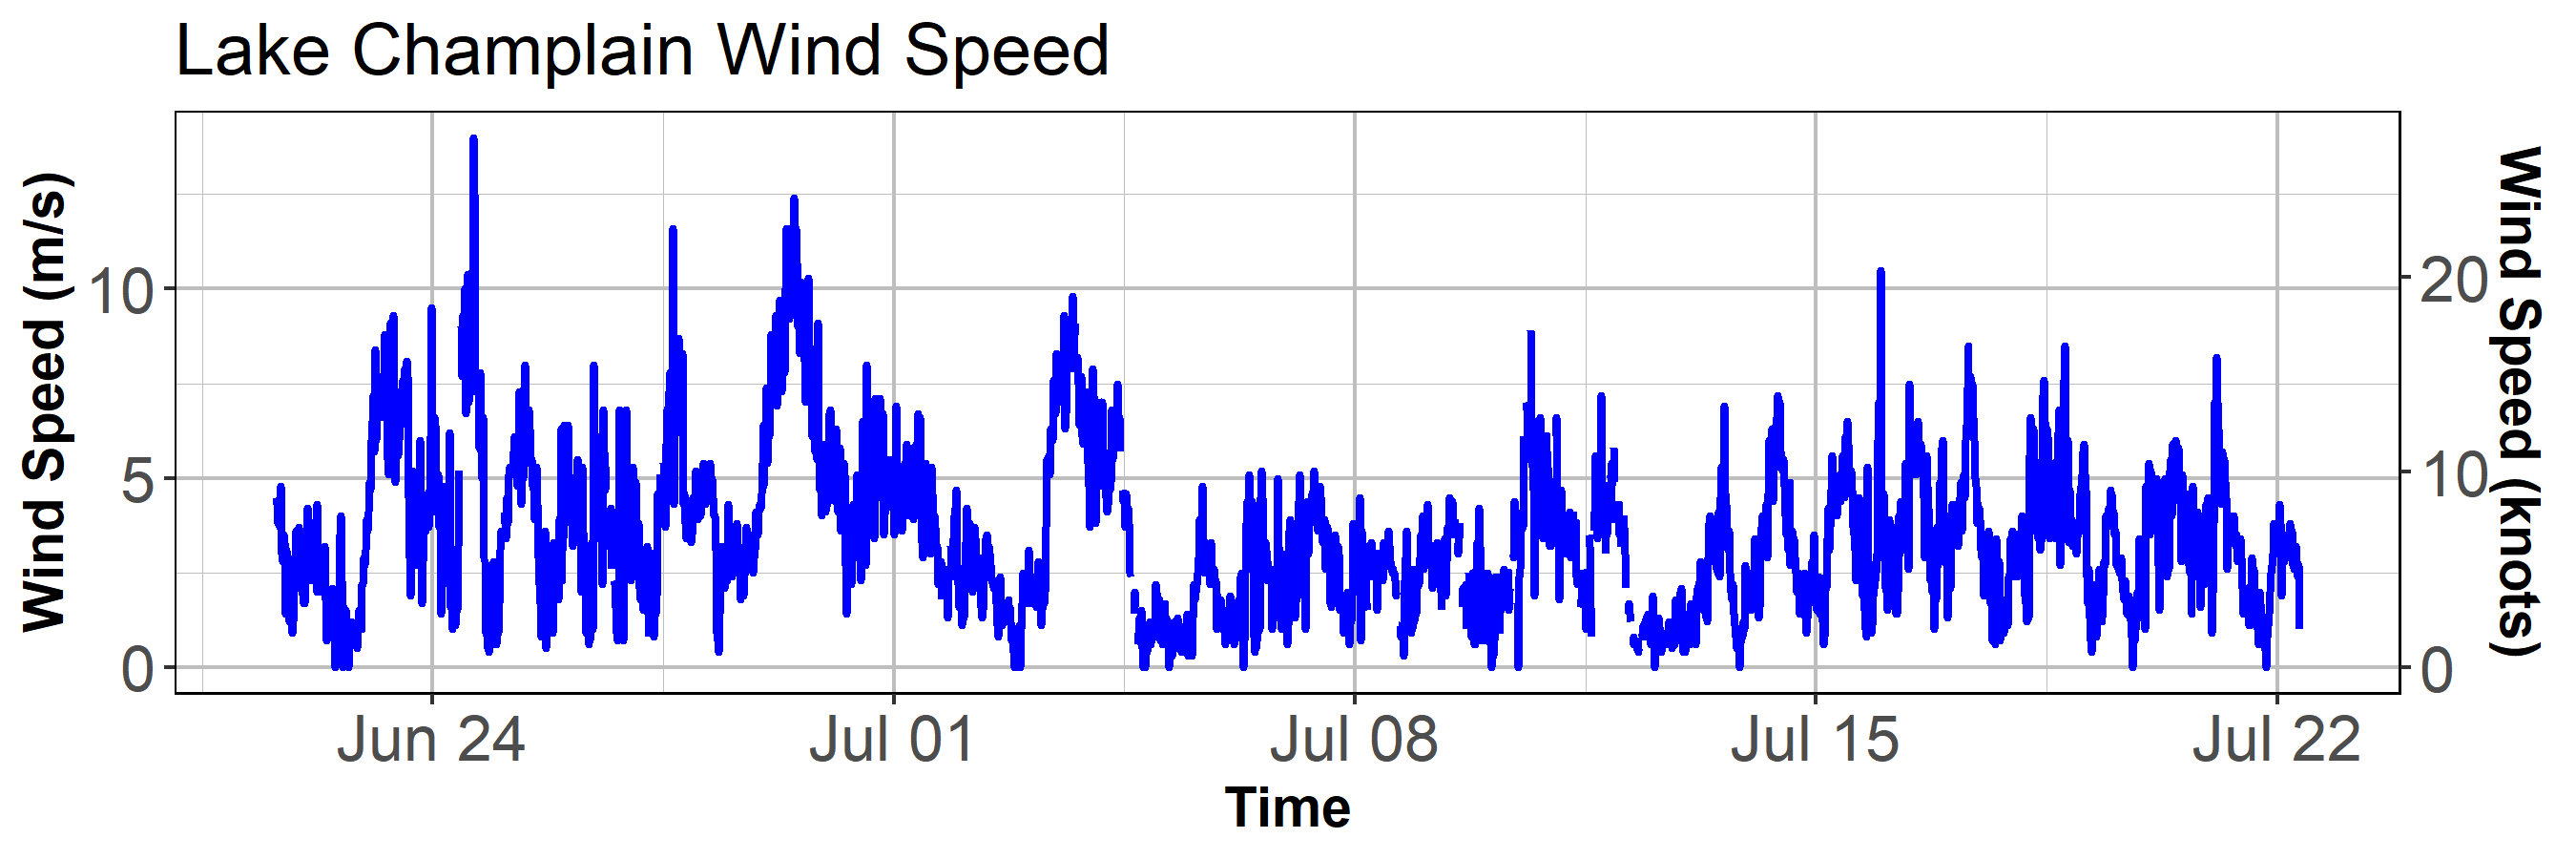 Lake Champlain Wind Speed
Wind Speed (m/s)
10
5
0
20
10
0
Wind Speed (knots)
Jun 24
Jul 01
Jul 08
Jul 15
Jul 22
Time